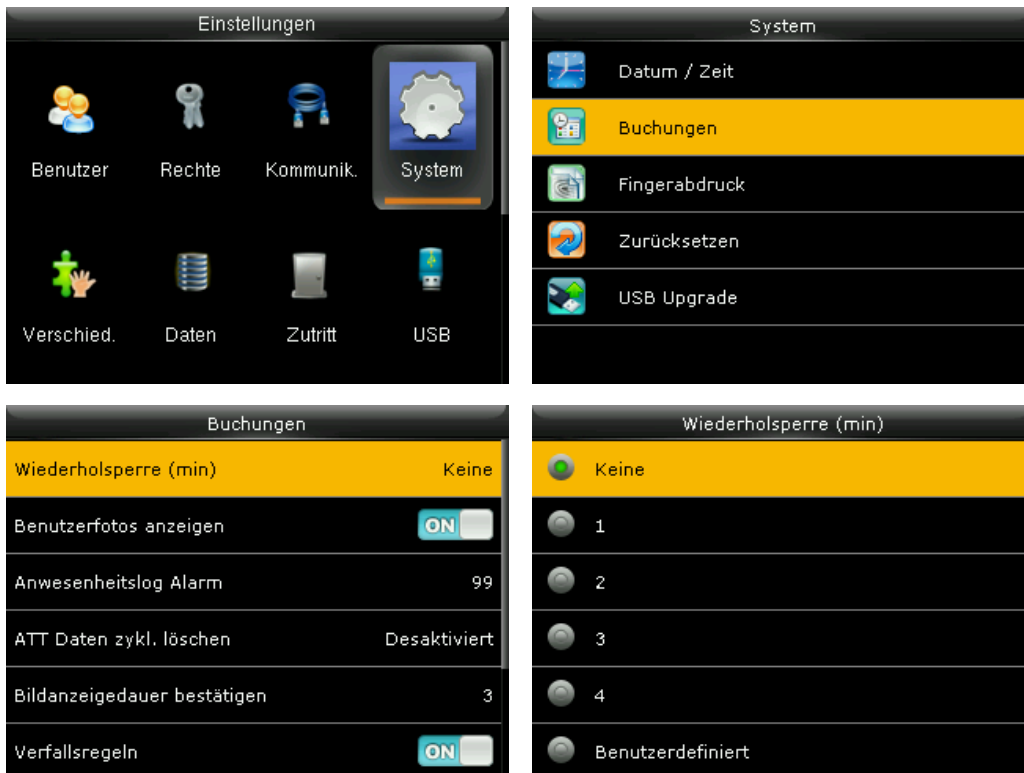 Einstellungen
Benutzer
Rechte
Kommunik.
System
Verschied.
Daten
Zutritt
USB
System
Datum / Zeit
Buchungen
Fingerabdruck
Zurücksetzen
USB Upgrade
Buchungen
Wiederholsperre (min) Keine
Benutzerfotos anzeigen ON
Anwesenheitslog Alarm 99
ATT Daten zykl. löschen Desaktiviert
Bildanzeigedauer bestätigen 3
Verfallsregeln ON
Wiederholsperre (min)
Keine
1
2
3
4
Benutzerdefiniert